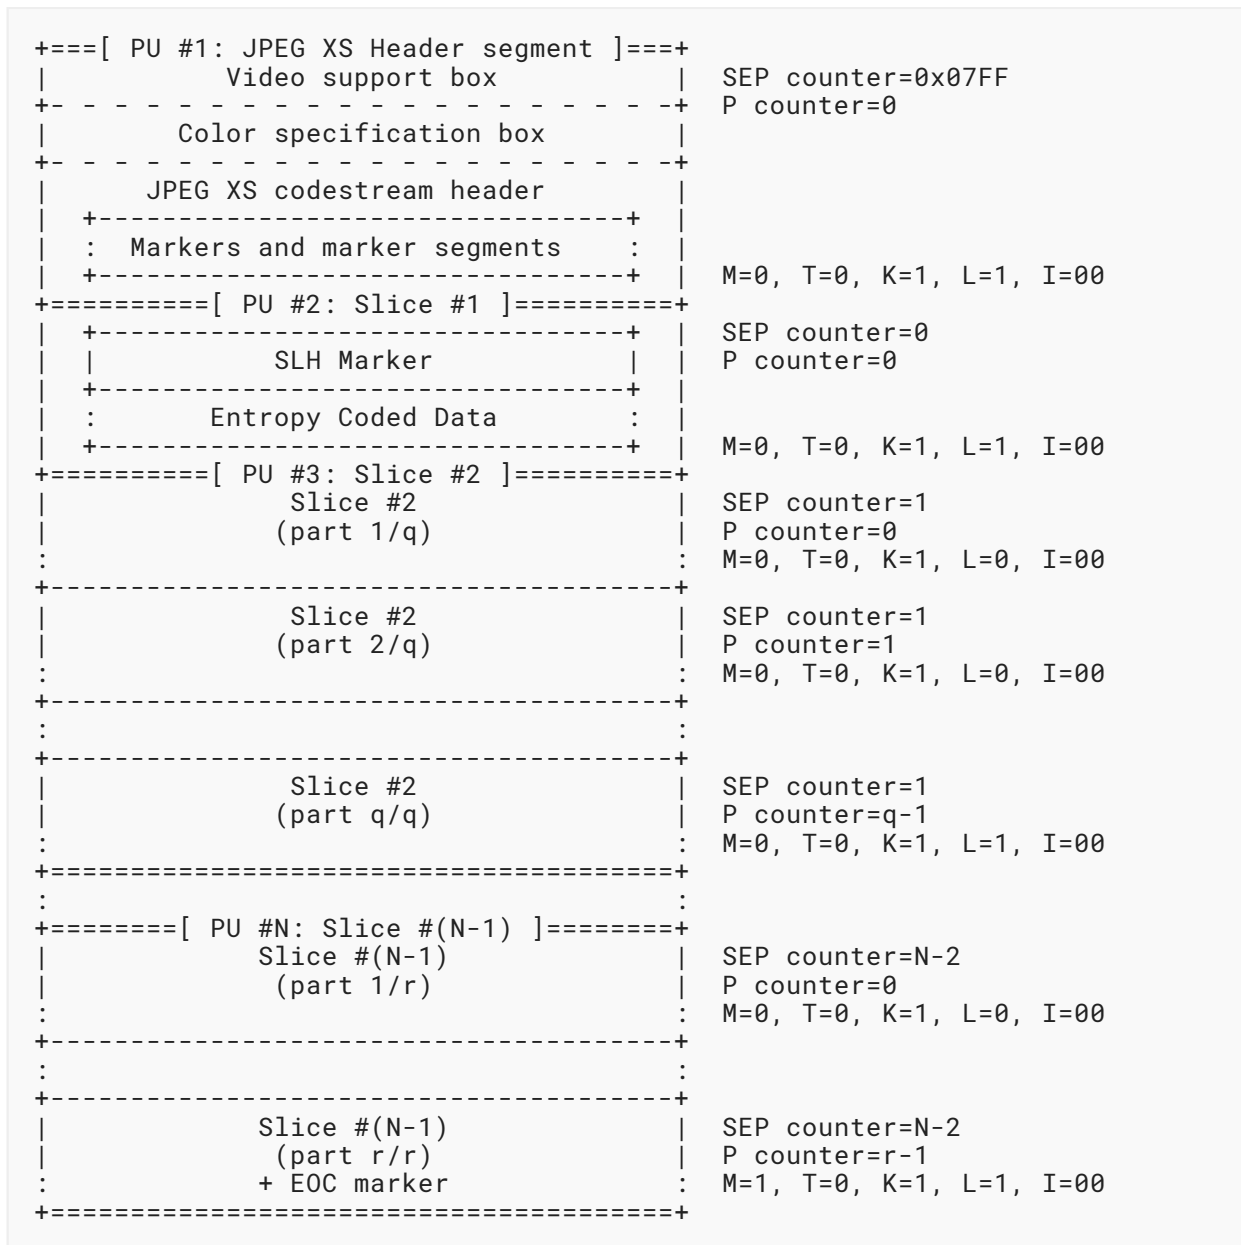 +===[ PU #1: JPEG XS Header segment ]===+
|           Video support box           |  SEP counter=0x07FF
+- - - - - - - - - - - - - - - - - - - -+  P counter=0
|        Color specification box        |
+- - - - - - - - - - - - - - - - - - - -+
|      JPEG XS codestream header        |
|  +---------------------------------+  |
|  :  Markers and marker segments    :  |
|  +---------------------------------+  |  M=0, T=0, K=1, L=1, I=00
+==========[ PU #2: Slice #1 ]==========+
|  +---------------------------------+  |  SEP counter=0
|  |           SLH Marker            |  |  P counter=0
|  +---------------------------------+  |
|  :       Entropy Coded Data        :  |
|  +---------------------------------+  |  M=0, T=0, K=1, L=1, I=00
+==========[ PU #3: Slice #2 ]==========+
|               Slice #2                |  SEP counter=1
|              (part 1/q)               |  P counter=0
:                                       :  M=0, T=0, K=1, L=0, I=00
+---------------------------------------+
|               Slice #2                |  SEP counter=1
|              (part 2/q)               |  P counter=1
:                                       :  M=0, T=0, K=1, L=0, I=00
+---------------------------------------+
:                                       :
+---------------------------------------+
|               Slice #2                |  SEP counter=1
|              (part q/q)               |  P counter=q-1
:                                       :  M=0, T=0, K=1, L=1, I=00
+=======================================+
:                                       :
+========[ PU #N: Slice #(N-1) ]========+
|             Slice #(N-1)              |  SEP counter=N-2
|              (part 1/r)               |  P counter=0
:                                       :  M=0, T=0, K=1, L=0, I=00
+---------------------------------------+
:                                       :
+---------------------------------------+
|             Slice #(N-1)              |  SEP counter=N-2
|              (part r/r)               |  P counter=r-1
:             + EOC marker              :  M=1, T=0, K=1, L=1, I=00
+=======================================+